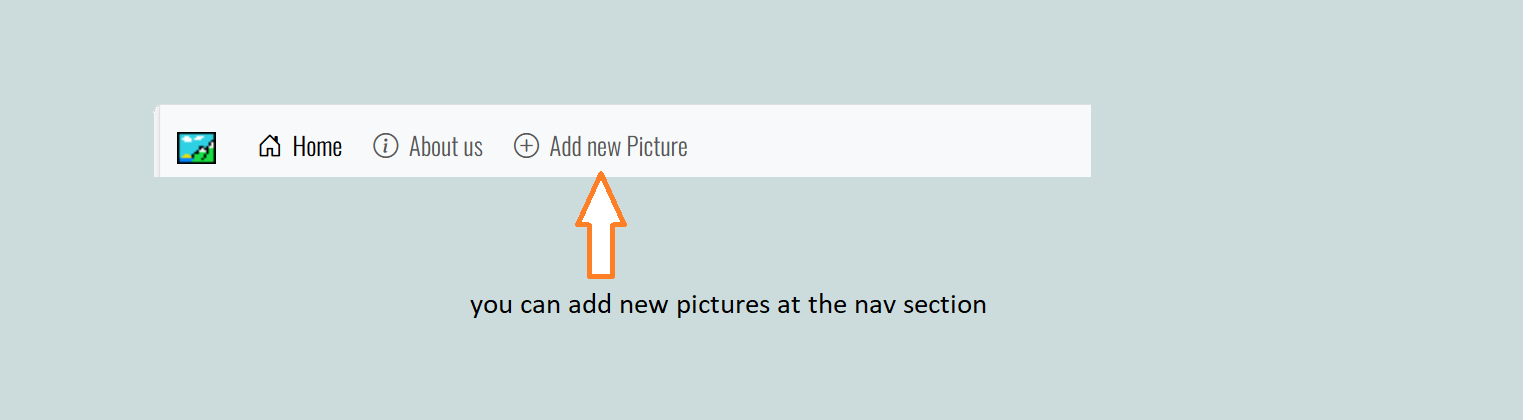 Home About us Add new Picture
you can add new pictures at the nav section